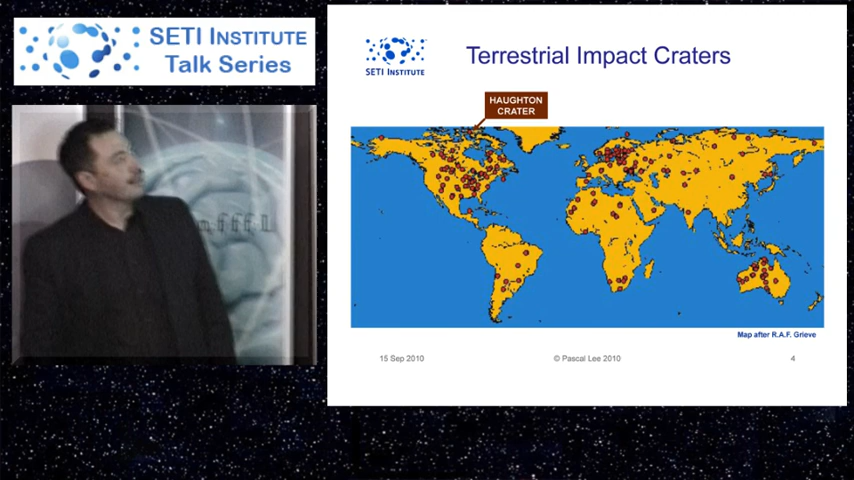 SETI INSTITUTE
Talk Series
SETI INSTITUTE
Terrestrial Impact Craters
HAUGHTON
CRATER
Map after R.A.F. Grieve
15 Sep 2010
© Pascal Lee 2010
4